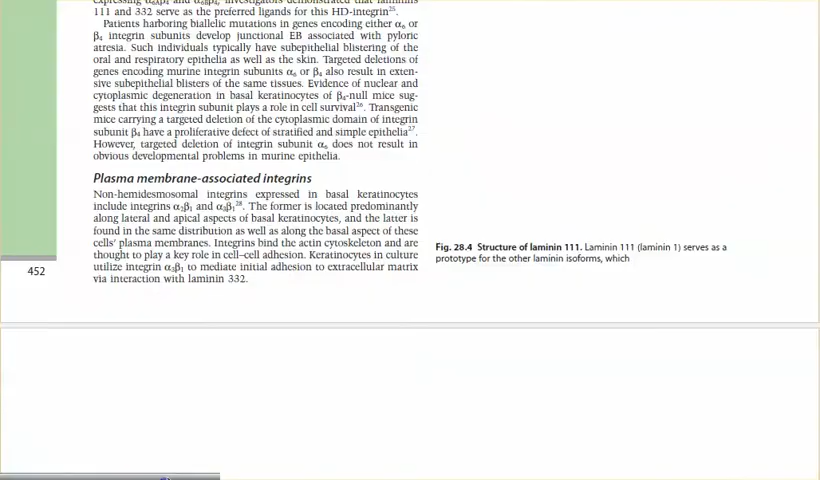 expressing α₆Aβ₄ and α₆Bβ₄, investigators demonstrated that laminins
111 and 332 serve as the preferred ligands for this HD-integrin²⁵.
Patients harboring biallelic mutations in genes encoding either α₆ or
β₄ integrin subunits develop junctional EB associated with pyloric
atresia. Such individuals typically have subepithelial blistering of the
oral and respiratory epithelia as well as the skin. Targeted deletions of
genes encoding murine integrin subunits α₆ or β₄ also result in exten-
sive subepithelial blisters of the same tissues. Evidence of nuclear and
cytoplasmic degeneration in basal keratinocytes of β₄-null mice sug-
gests that this integrin subunit plays a role in cell survival²⁶. Transgenic
mice carrying a targeted deletion of the cytoplasmic domain of integrin
subunit β₄ have a proliferative defect of stratified and simple epithelia²⁷.
However, targeted deletion of integrin subunit α₆ does not result in
obvious developmental problems in murine epithelia.
Plasma membrane-associated integrins
Non-hemidesmosomal integrins expressed in basal keratinocytes
include integrins α₂β₁ and α₃β₁²⁸. The former is located predominantly
along lateral and apical aspects of basal keratinocytes, and the latter is
found in the same distribution as well as along the basal aspect of these
cells' plasma membranes. Integrins bind the actin cytoskeleton and are
thought to play a key role in cell–cell adhesion. Keratinocytes in culture
utilize integrin α₃β₁ to mediate initial adhesion to extracellular matrix
via interaction with laminin 332.
452
Fig. 28.4 Structure of laminin 111. Laminin 111 (laminin 1) serves as a
prototype for the other laminin isoforms, which